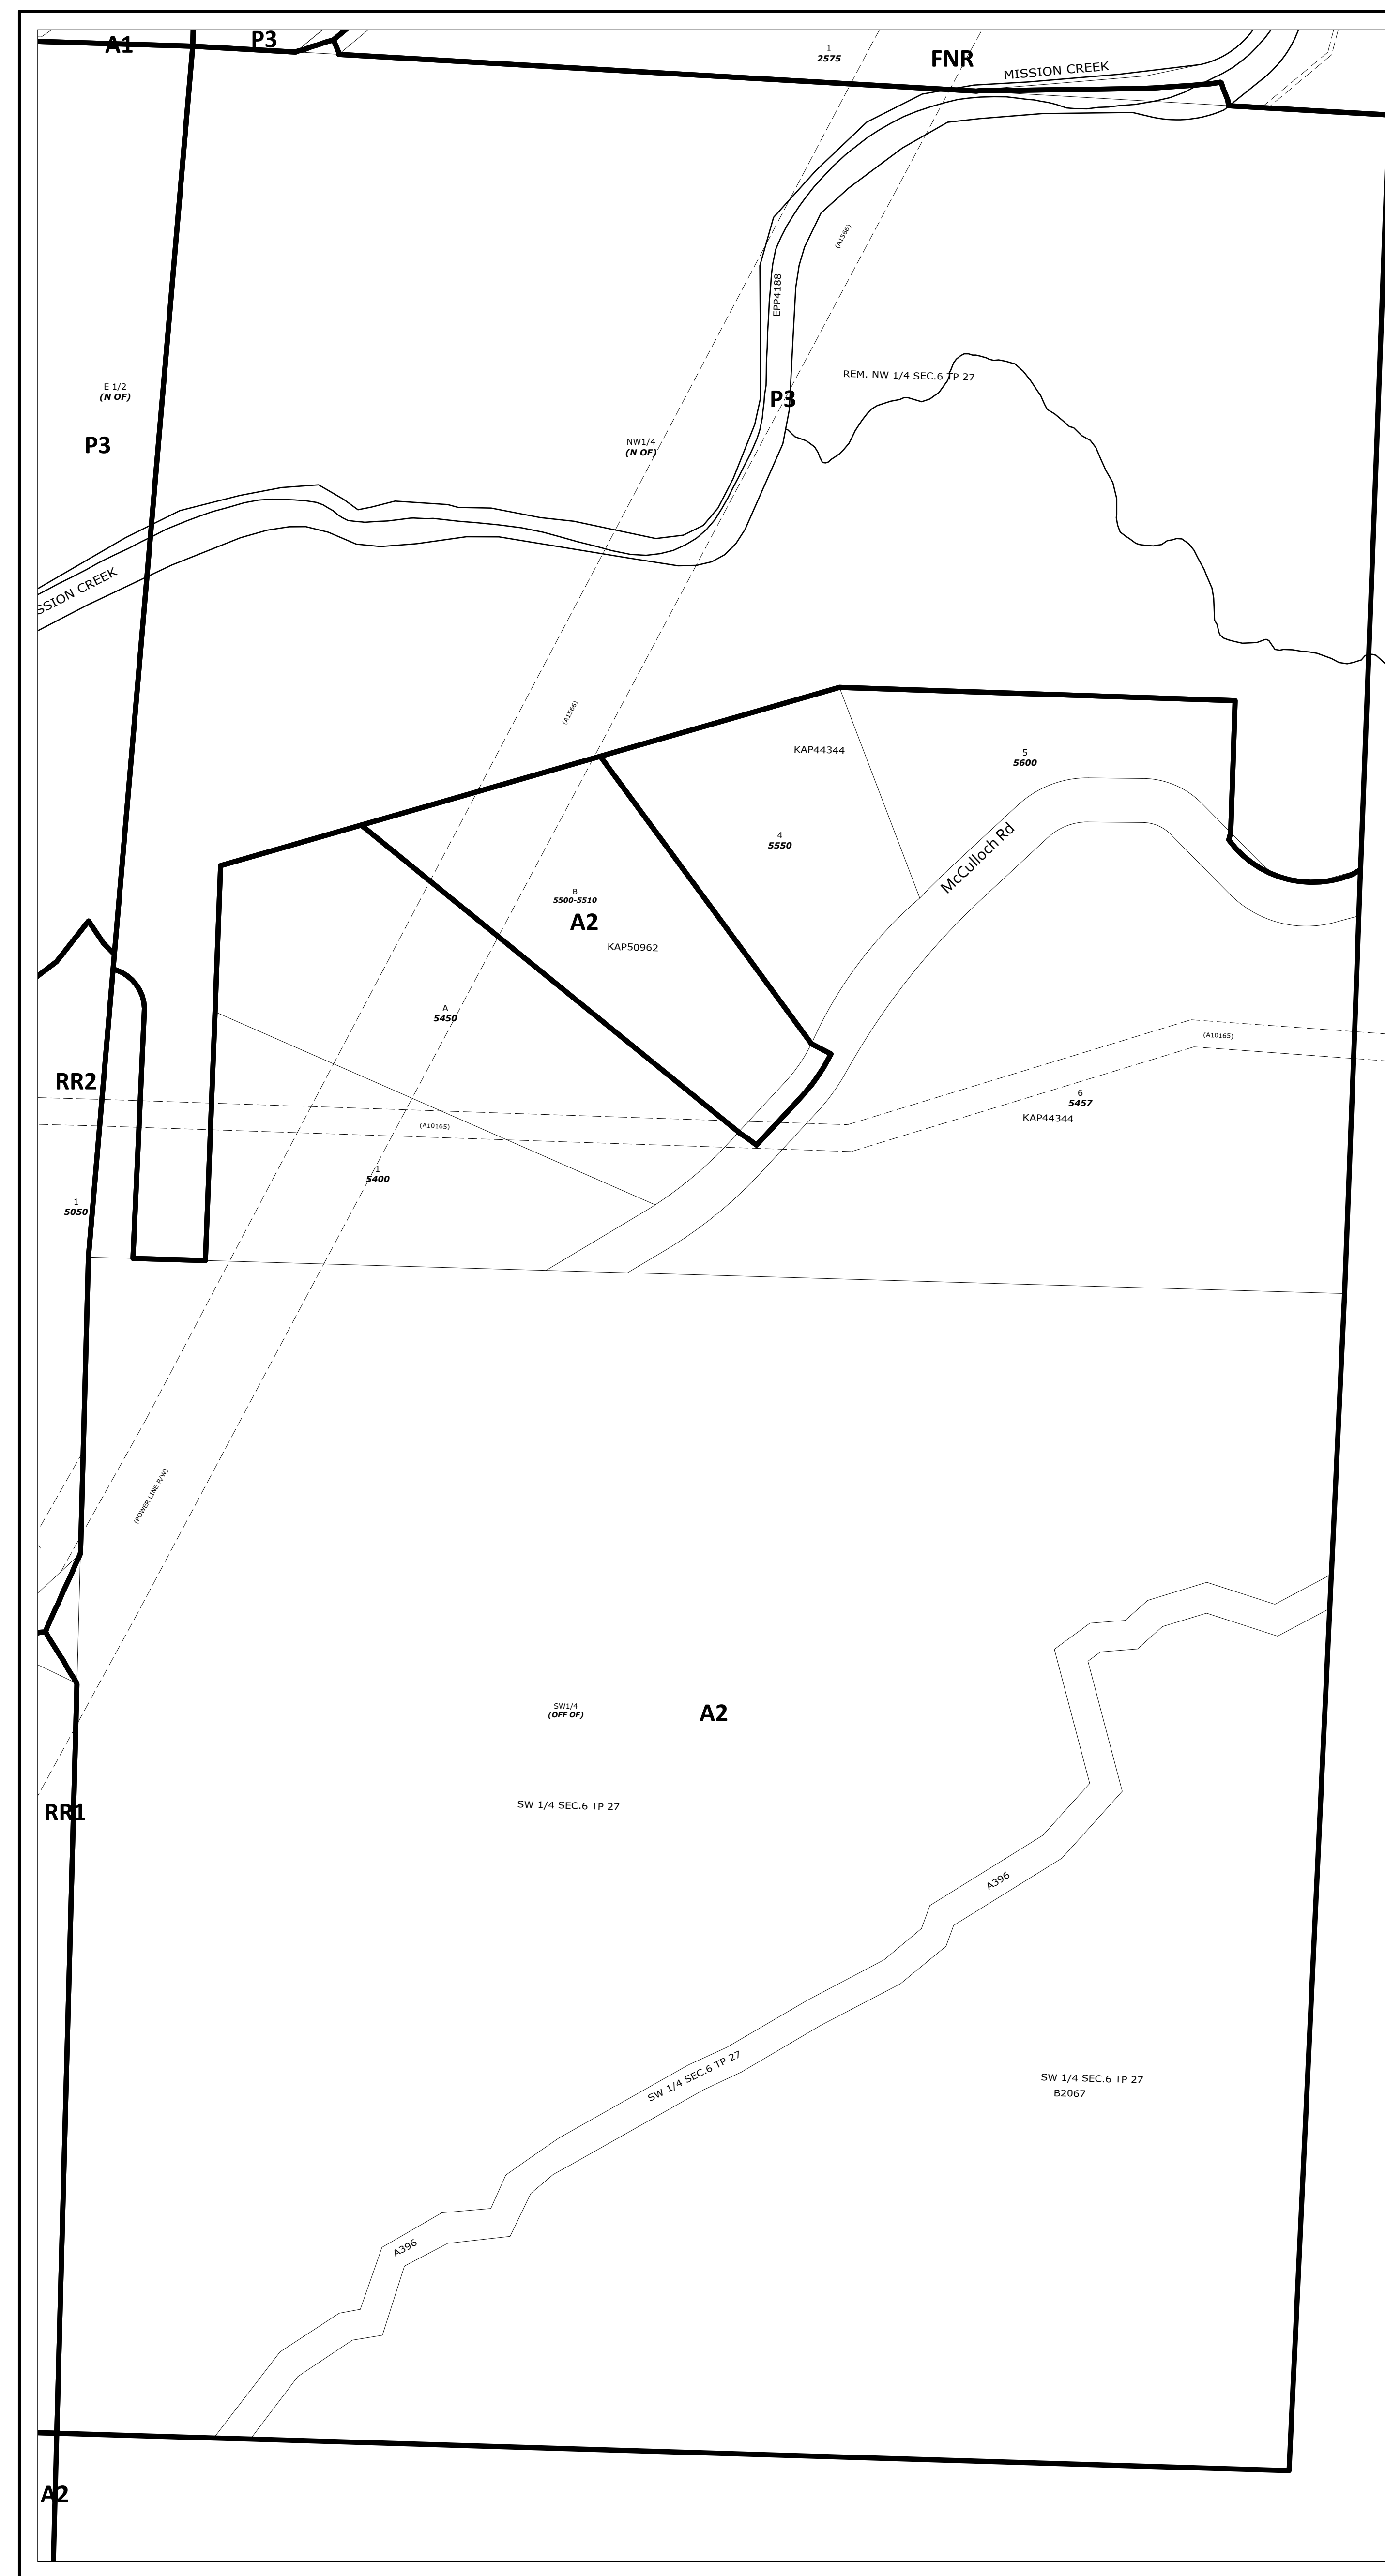 A1
P3
1
2575
FNR
MISSION CREEK
(A1566)
EPP4188
REM. NW 1/4 SEC.6 TP 27
E 1/2
(N OF)
P3
P3
NW1/4
(N OF)
SSION CREEK
(A1566)
KAP44344
5
5600
4
5550
McCulloch Rd
B
5500-5510
A2
KAP50962
A
5450
(A10165)
RR2
6
5457
KAP44344
(A10165)
1
5400
1
5050
(POWER LINE R/W)
SW1/4
(OFF OF)
A2
SW 1/4 SEC.6 TP 27
RR1
A396
SW 1/4 SEC.6 TP 27
SW 1/4 SEC.6 TP 27
B2067
A396
A2